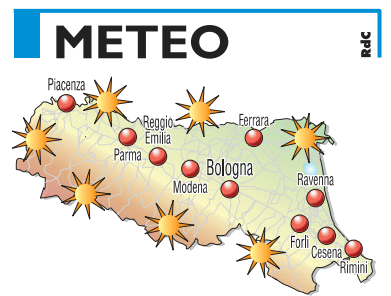 METEO
RdC
Piacenza
Reggio
Emilia
Ferrara
Parma
Bologna
Modena
Ravenna
Forlì
Cesena
Rimini